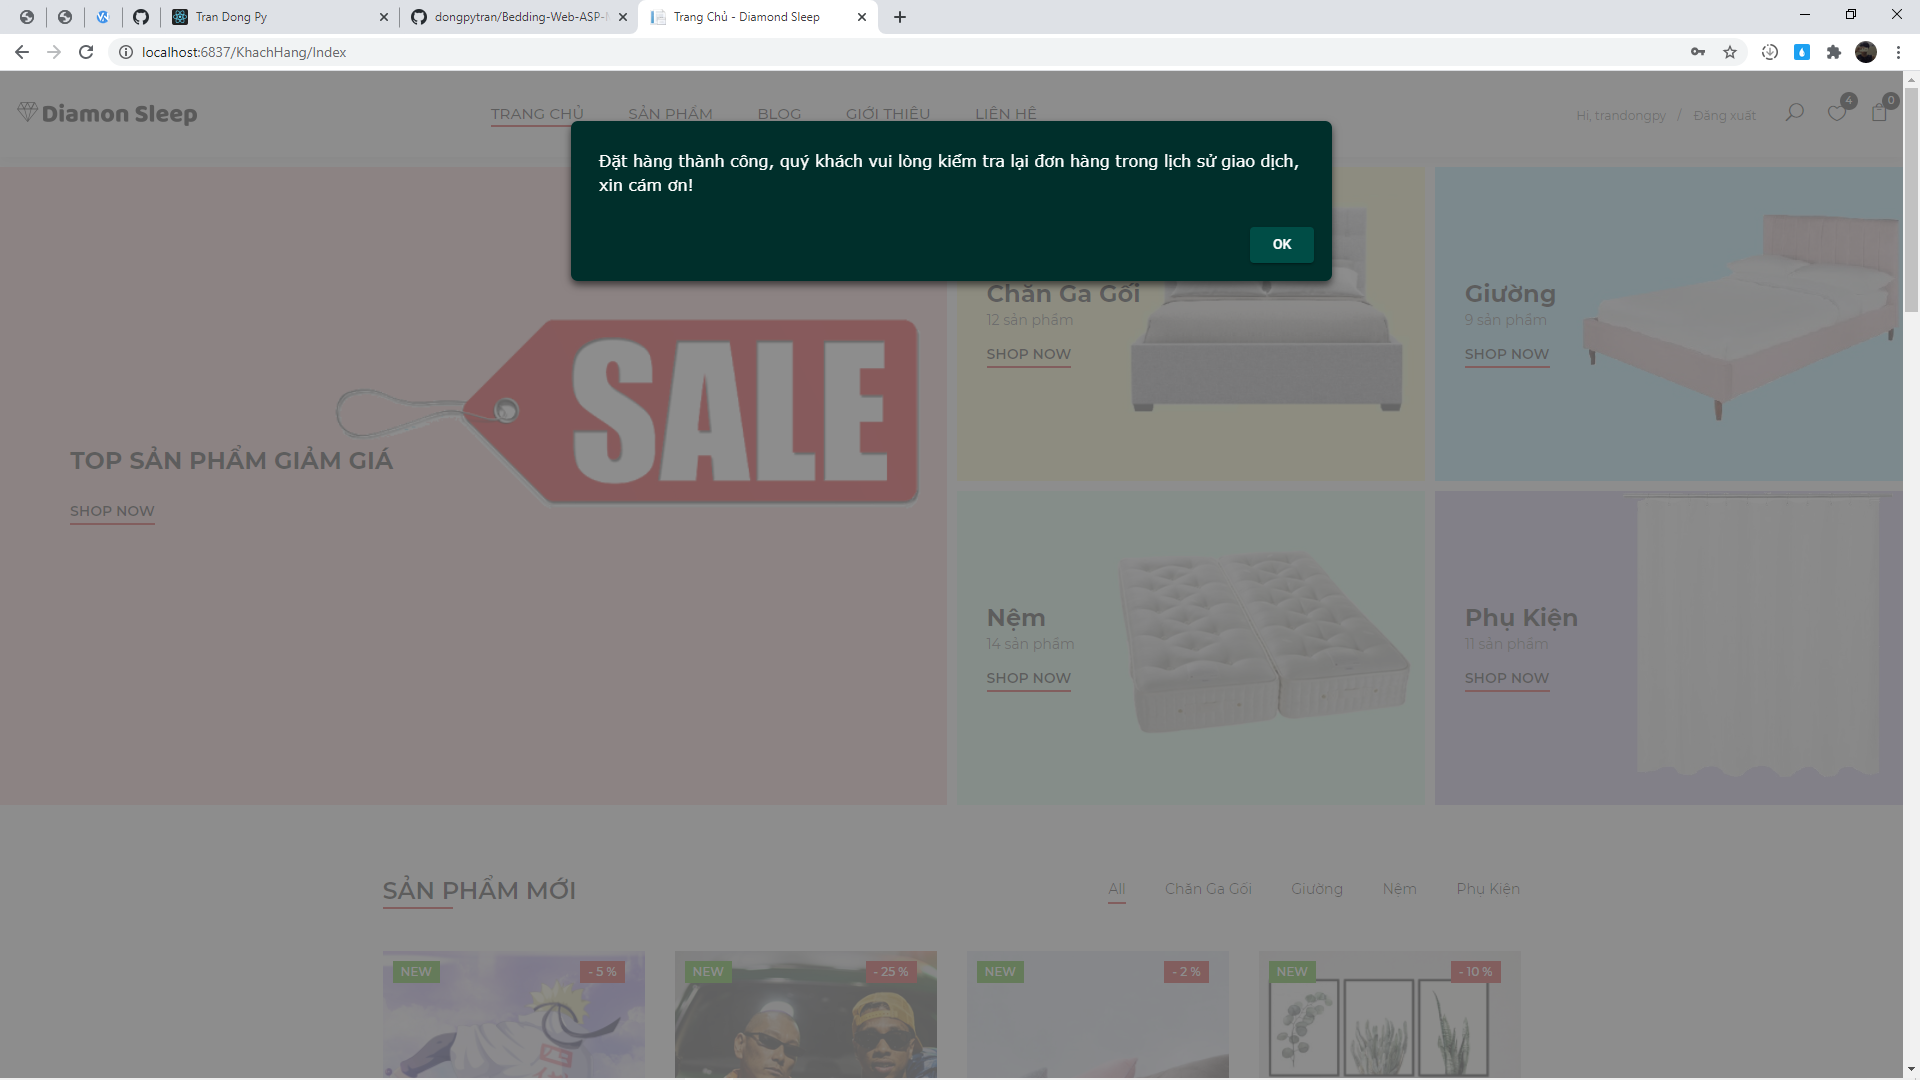 Tran Dong Py
dongpytran/Bedding-Web-ASP-
Trang Chủ - Diamond Sleep
localhost:6837/KhachHang/Index
Diamon Sleep
TRANG CHỦ
SẢN PHẨM
BLOG
GIỚI THIỆU
LIÊN HỆ
Hi, trandongpy / Đăng xuất
4
0
Đặt hàng thành công, quý khách vui lòng kiểm tra lại đơn hàng trong lịch sử giao dịch,
xin cám ơn!
OK
SALE
TOP SẢN PHẨM GIẢM GIÁ
SHOP NOW
Chăn Ga Gối
12 sản phẩm
SHOP NOW
Giường
9 sản phẩm
SHOP NOW
Nệm
14 sản phẩm
SHOP NOW
Phụ Kiện
11 sản phẩm
SHOP NOW
SẢN PHẨM MỚI
All
Chăn Ga Gối
Giường
Nệm
Phụ Kiện
NEW
- 5 %
NEW
- 25 %
NEW
- 2 %
NEW
- 10 %